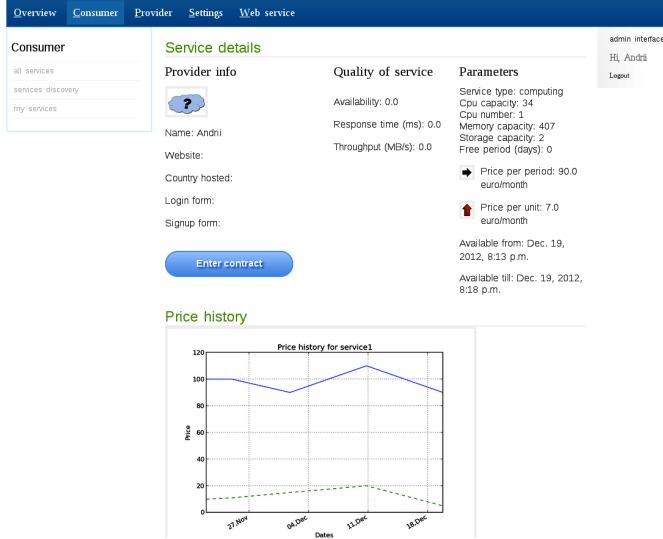 Overview Consumer Provider Settings Web service
admin interface
Hi, Andrii
Logout
Consumer
all services
services discovery
my services
Service details
Provider info
?
Name: Andrii
Website:
Country hosted:
Login form:
Signup form:
Enter contract
Quality of service
Availability: 0.0
Response time (ms): 0.0
Throughput (MB/s): 0.0
Parameters
Service type: computing
Cpu capacity: 34
Cpu number: 1
Memory capacity: 407
Storage capacity: 2
Free period (days): 0
Price per period: 90.0
euro/month
Price per unit: 7.0
euro/month
Available from: Dec. 19,
2012, 8:13 p.m.
Available till: Dec. 19, 2012,
8:18 p.m.
Price history
Price history for service1
120
100
80
60
40
20
0
Price
27.Nov
04.Dec
11.Dec
18.Dec
Dates